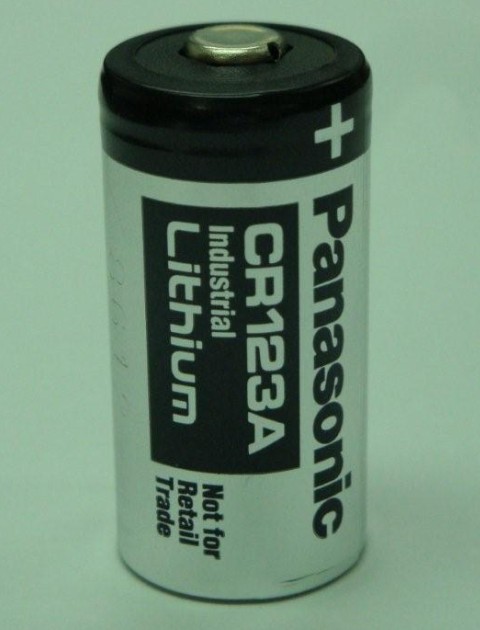 +
Panasonic
CR123A
Industrial
Lithium
Not for
Retail
Trade